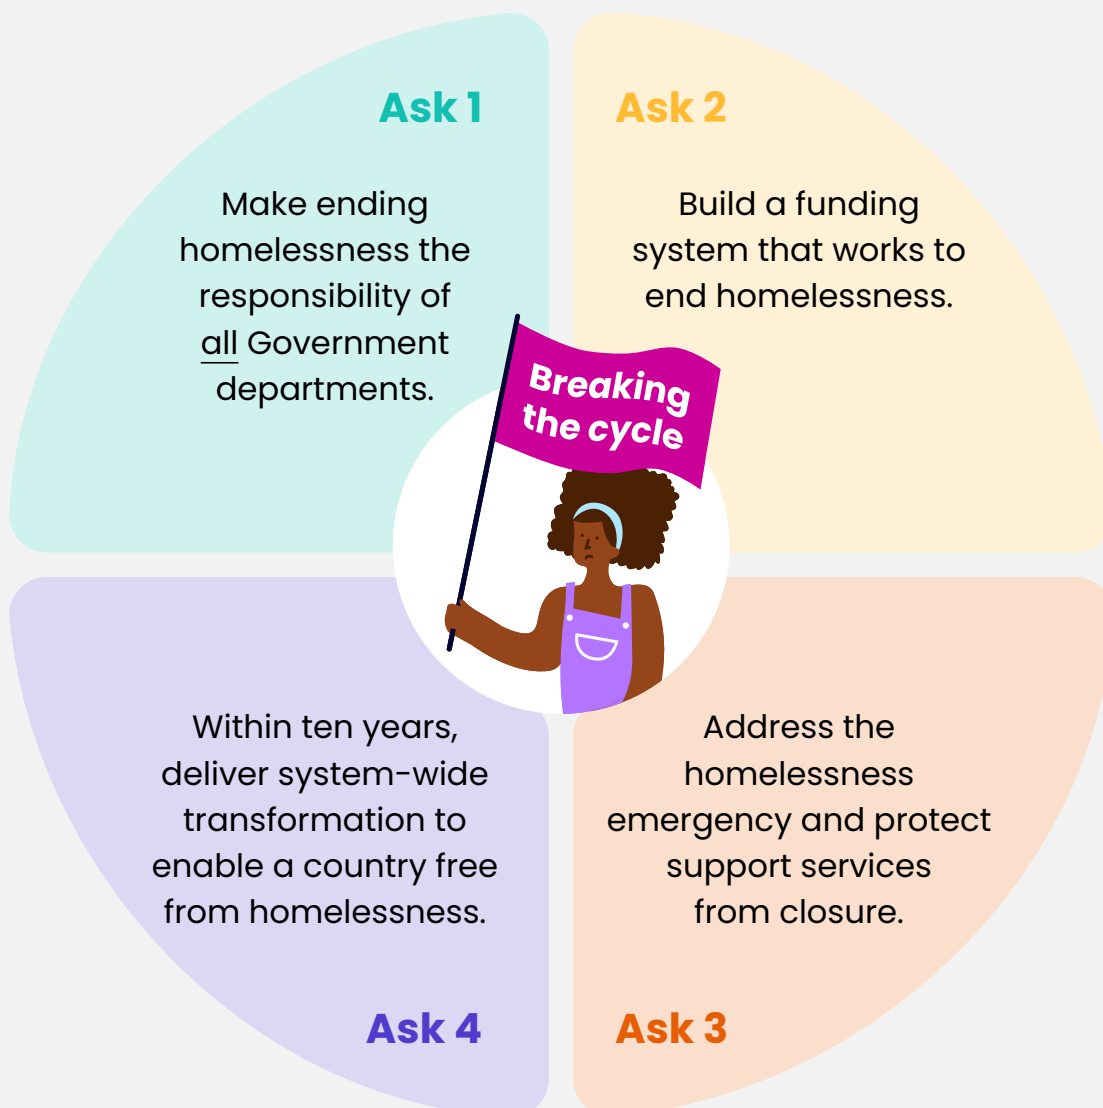 Ask 1
Make ending
homelessness the
responsibility of
all Government
departments.
Ask 2
Build a funding
system that works to
end homelessness.
Breaking
the cycle
Address the
homelessness
emergency and protect
support services
from closure.
Ask 3
Within ten years,
deliver system-wide
transformation to
enable a country free
from homelessness.
Ask 4